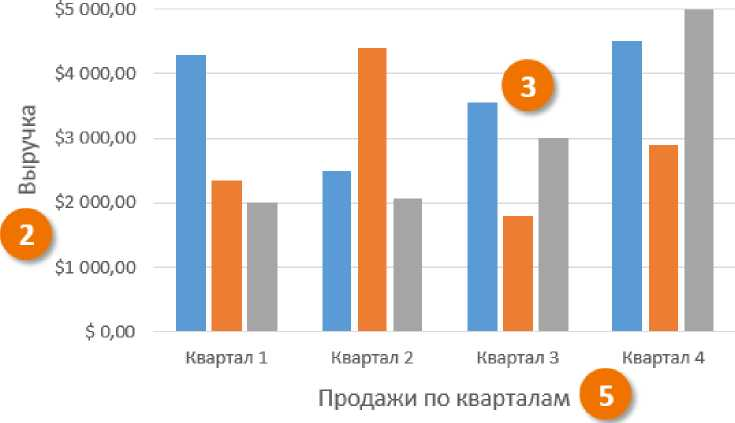 $5 000,00
$4 000,00
3
$3 000,00
Выручка
$2 000,00
2
$1 000,00
$ 0,00
Квартал 1 Квартал 2 Квартал 3 Квартал 4
Продажи по кварталам 5